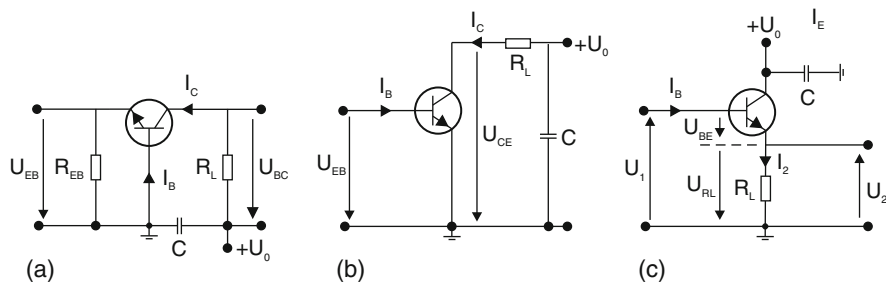 I_C
U_EB
R_EB
I_B
R_L
U_BC
C
+U_0
(a)
I_C
+U_0
R_L
I_B
U_CE
C
U_EB
(b)
+U_0
I_E
I_B
C
U_BE
U_1
I_2
U_RL
R_L
U_2
(c)